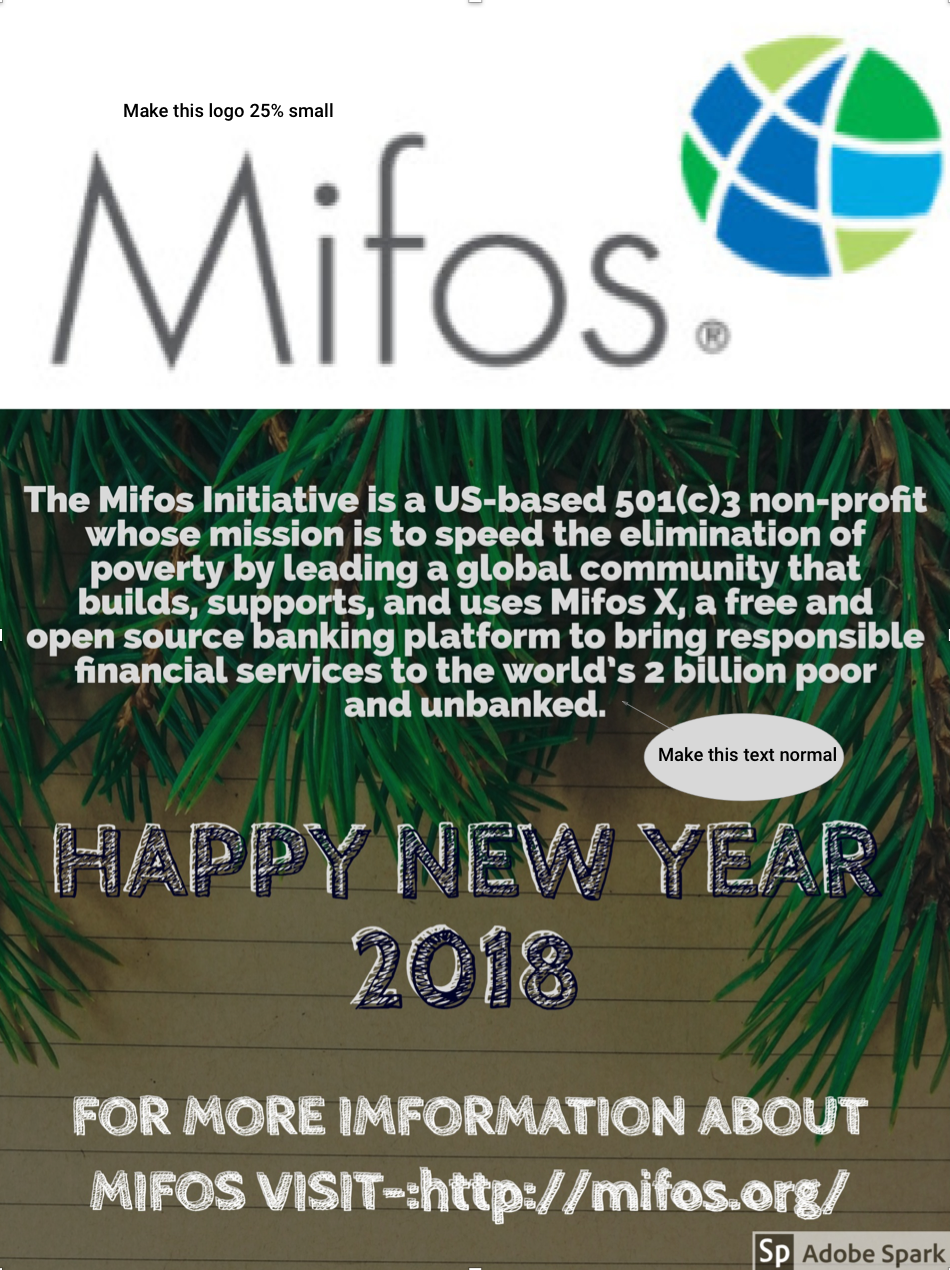 Make this logo 25% small
Mifos®
The Mifos Initiative is a US-based 501(c)3 non-profit
whose mission is to speed the elimination of
poverty by leading a global community that
builds, supports, and uses Mifos X, a free and
open source banking platform to bring responsible
financial services to the world's 2 billion poor
and unbanked.
Make this text normal
HAPPY NEW YEAR
2018
FOR MORE IMFORMATION ABOUT
MIFOS VISIT-:http://mifos.org/
Sp Adobe Spark